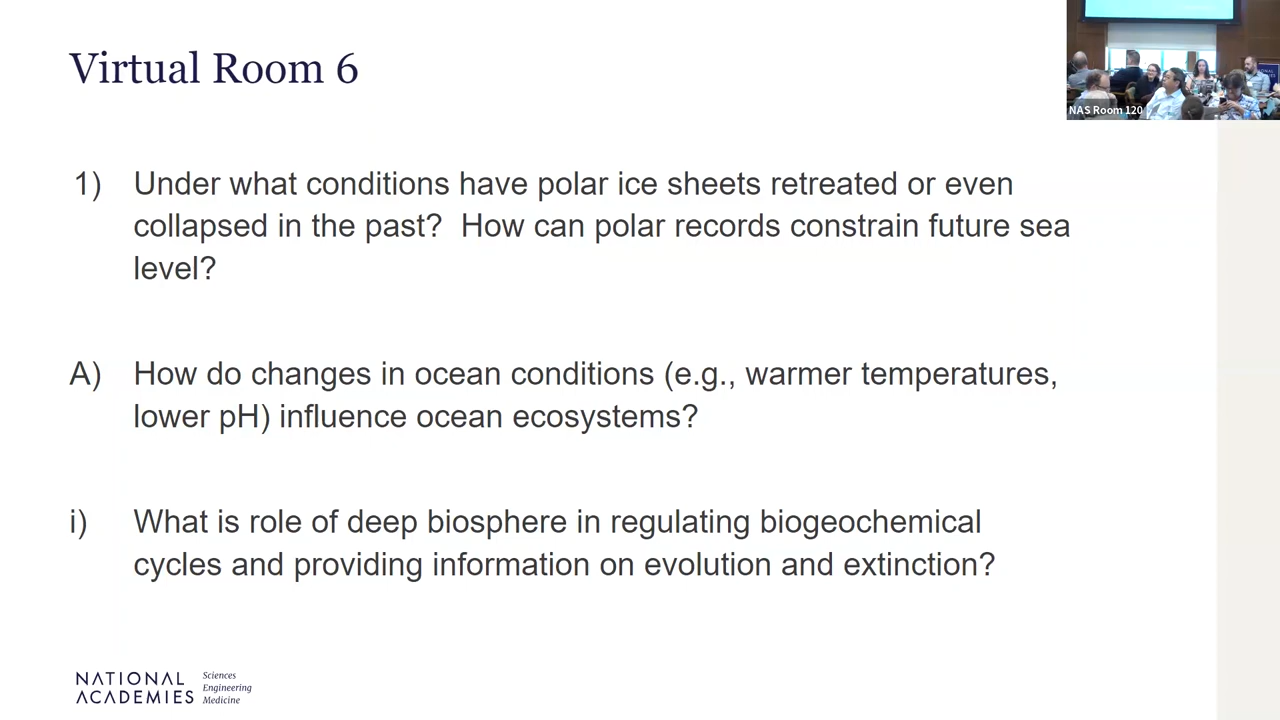 Virtual Room 6
NAS Room 120
1) Under what conditions have polar ice sheets retreated or even
collapsed in the past?  How can polar records constrain future sea
level?
A) How do changes in ocean conditions (e.g., warmer temperatures,
lower pH) influence ocean ecosystems?
i) What is role of deep biosphere in regulating biogeochemical
cycles and providing information on evolution and extinction?
NATIONAL
ACADEMIES
Sciences
Engineering
Medicine